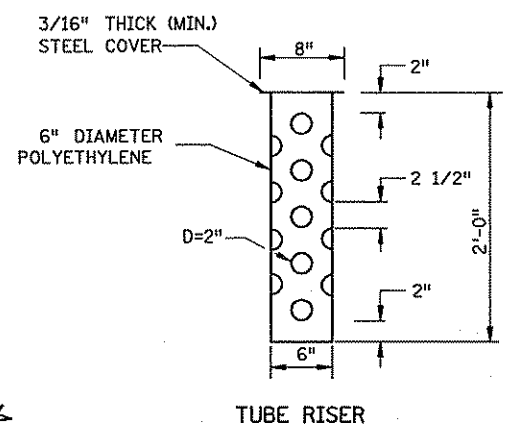 3/16" THICK (MIN.)
STEEL COVER
8"
2"
6" DIAMETER
POLYETHYLENE
2 1/2"
2'-0"
D=2"
2"
6"
TUBE RISER